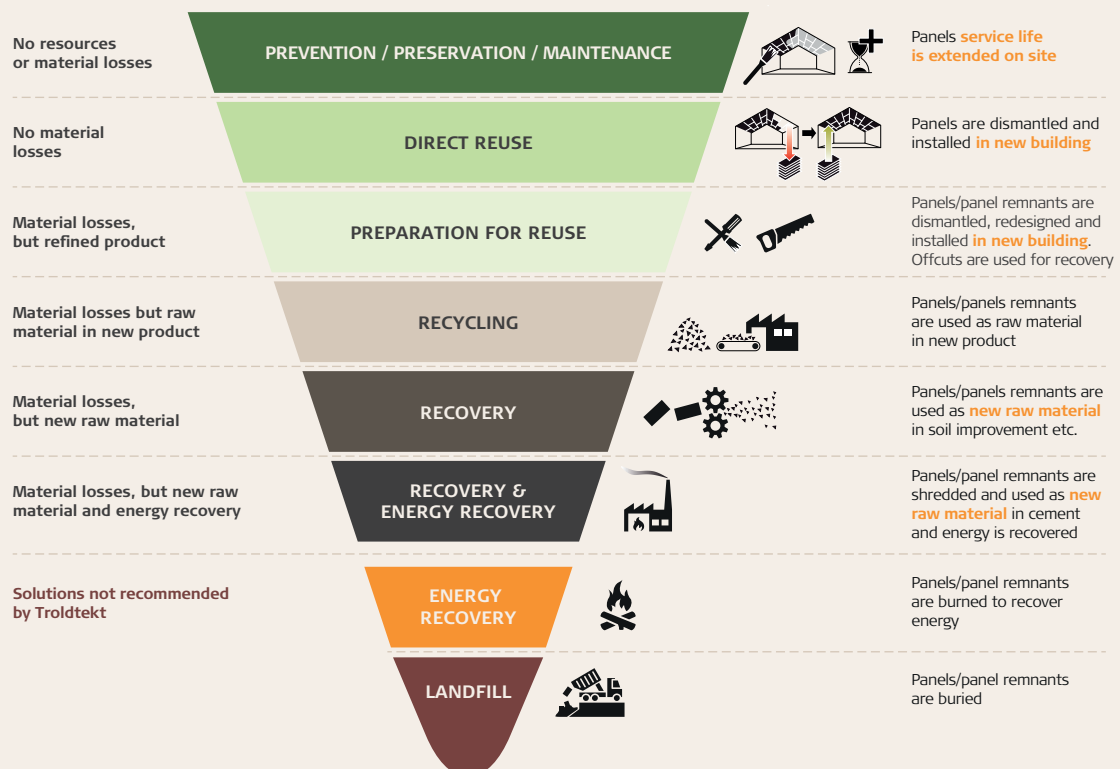 No resources
or material losses
PREVENTION / PRESERVATION / MAINTENANCE
Panels service life
is extended on site
No material
losses
DIRECT REUSE
Panels are dismantled and
installed in new building
Material losses,
but refined product
PREPARATION FOR REUSE
Panels/panel remnants are
dismantled, redesigned and
installed in new building.
Offcuts are used for recovery
Material losses but raw
material in new product
RECYCLING
Panels/panels remnants
are used as raw material
in new product
Material losses,
but new raw material
RECOVERY
Panels/panels remnants are
used as new raw material
in soil improvement etc.
Material losses, but new raw
material and energy recovery
RECOVERY &
ENERGY RECOVERY
Panels/panel remnants are
shredded and used as new
raw material in cement
and energy is recovered
Solutions not recommended
by Troldtekt
ENERGY
RECOVERY
Panels/panel remnants
are burned to recover
energy
LANDFILL
Panels/panel remnants
are buried